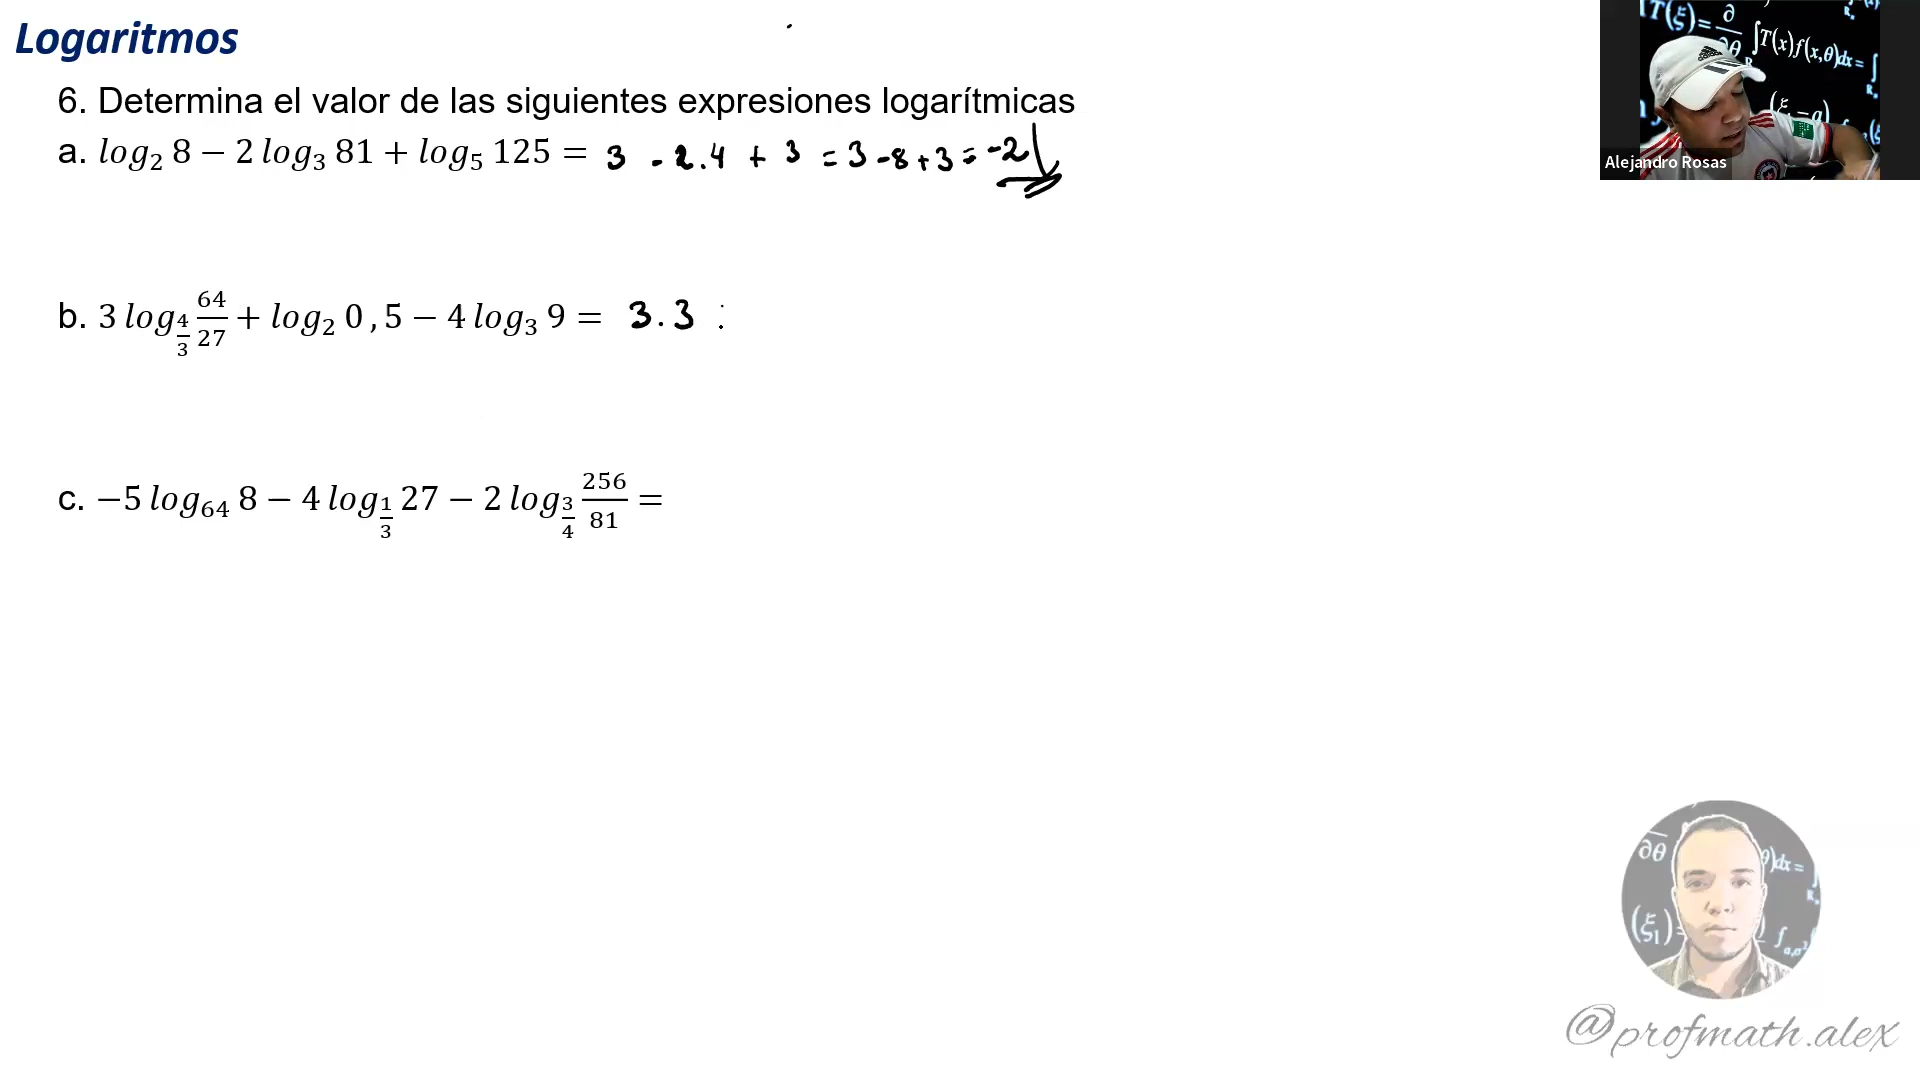 Logaritmos
6. Determina el valor de las siguientes expresiones logarítmicas
a. log₂ 8 − 2 log₃ 81 + log₅ 125 = 3 - 2.4 + 3 = 3 -8+3 = -2
b. 3 log_{4/3} 64/27 + log₂ 0,5 − 4 log₃ 9 = 3.3
c. −5 log₆₄ 8 − 4 log_{1/3} 27 − 2 log_{3/4} 256/81 =
Alejandro Rosas
@profmath.alex